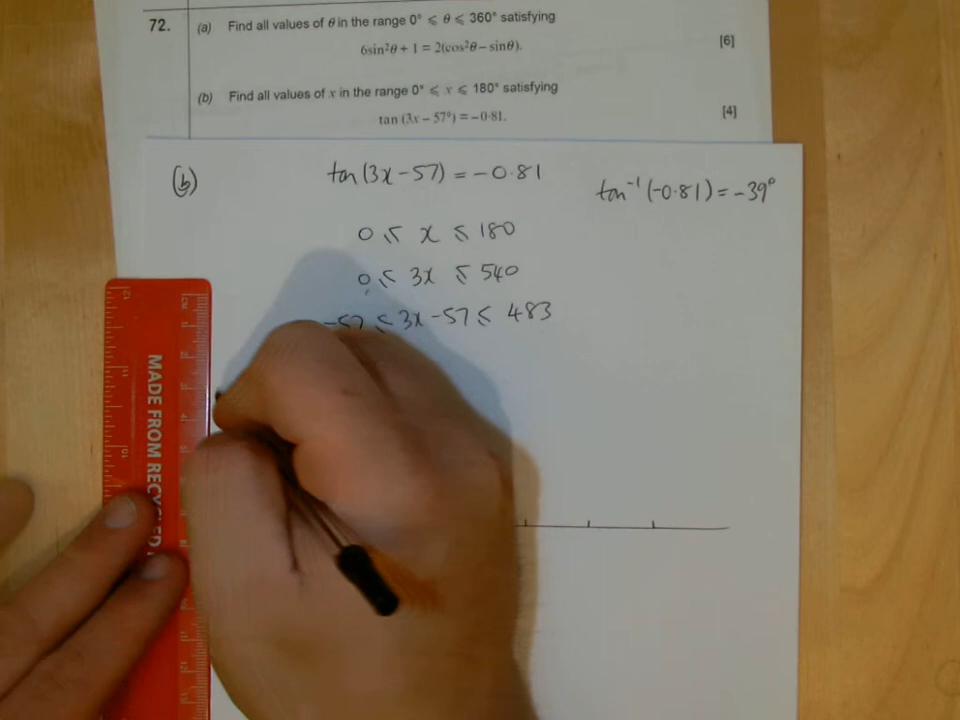 72. (a) Find all values of θ in the range 0° ⩽ θ ⩽ 360° satisfying
6sin²θ + 1 = 2(cos²θ – sinθ). [6]
(b) Find all values of x in the range 0° ⩽ x ⩽ 180° satisfying
tan (3x – 57°) = –0·81. [4]
(b) tan(3x-57) = -0.81
tan⁻¹(-0.81) = -39°
0 ≤ x ≤ 180
0 ≤ 3x ≤ 540
-57 ≤ 3x -57 ≤ 483
MADE FROM